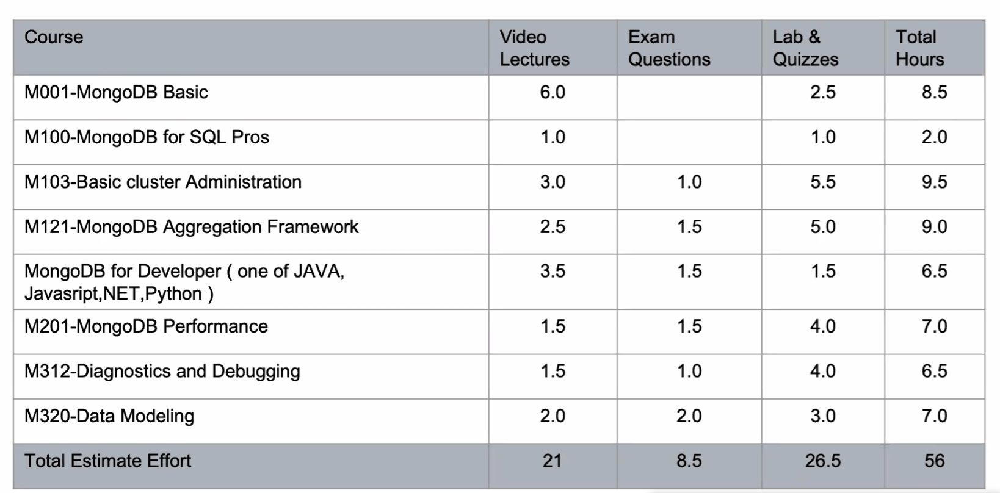 Course Video Lectures Exam Questions Lab & Quizzes Total Hours
M001-MongoDB Basic 6.0 2.5 8.5
M100-MongoDB for SQL Pros 1.0 1.0 2.0
M103-Basic cluster Administration 3.0 1.0 5.5 9.5
M121-MongoDB Aggregation Framework 2.5 1.5 5.0 9.0
MongoDB for Developer ( one of JAVA, 3.5 1.5 1.5 6.5
Javasript,NET,Python )
M201-MongoDB Performance 1.5 1.5 4.0 7.0
M312-Diagnostics and Debugging 1.5 1.0 4.0 6.5
M320-Data Modeling 2.0 2.0 3.0 7.0
Total Estimate Effort 21 8.5 26.5 56